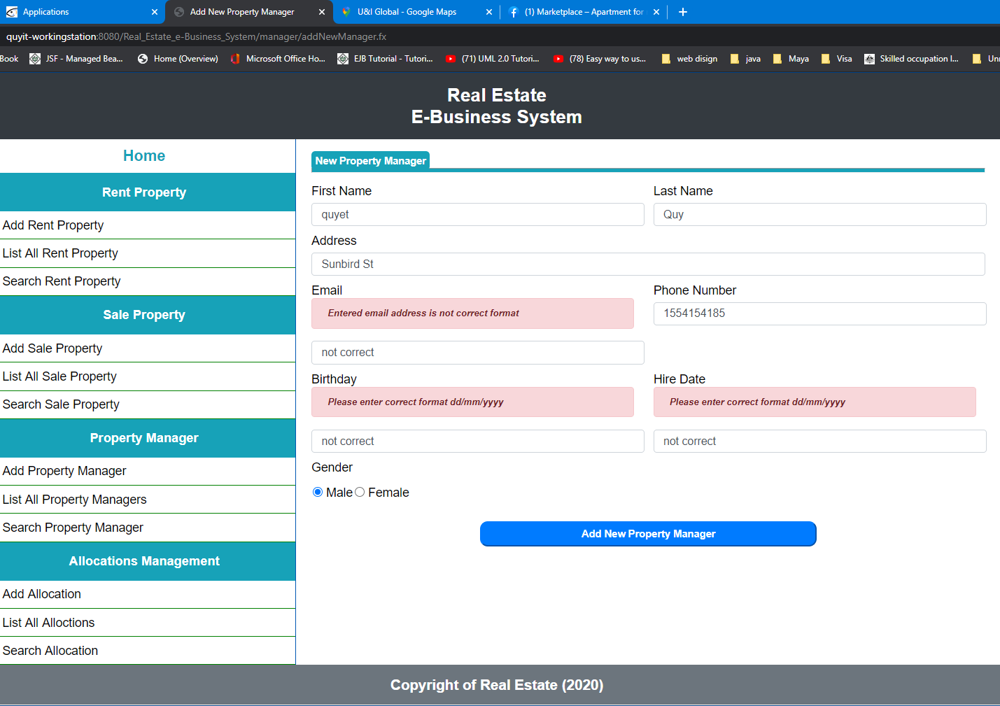 Applications
Add New Property Manager
U&I Global - Google Maps
(1) Marketplace – Apartment for
quyit-workingstation:8080/Real_Estate_e-Business_System/manager/addNewManager.fx
Book
JSF - Managed Bea...
Home (Overview)
Microsoft Office Ho...
EJB Tutorial - Tutori...
(71) UML 2.0 Tutori...
(78) Easy way to us...
web disign
java
Maya
Visa
Skilled occupation l...
Unr
Real Estate
E-Business System
Home
Rent Property
Add Rent Property
List All Rent Property
Search Rent Property
Sale Property
Add Sale Property
List All Sale Property
Search Sale Property
Property Manager
Add Property Manager
List All Property Managers
Search Property Manager
Allocations Management
Add Allocation
List All Alloctions
Search Allocation
New Property Manager
First Name
Last Name
quyet
Quy
Address
Sunbird St
Email
Phone Number
Entered email address is not correct format
1554154185
not correct
Birthday
Hire Date
Please enter correct format dd/mm/yyyy
Please enter correct format dd/mm/yyyy
not correct
not correct
Gender
Male
Female
Add New Property Manager
Copyright of Real Estate (2020)